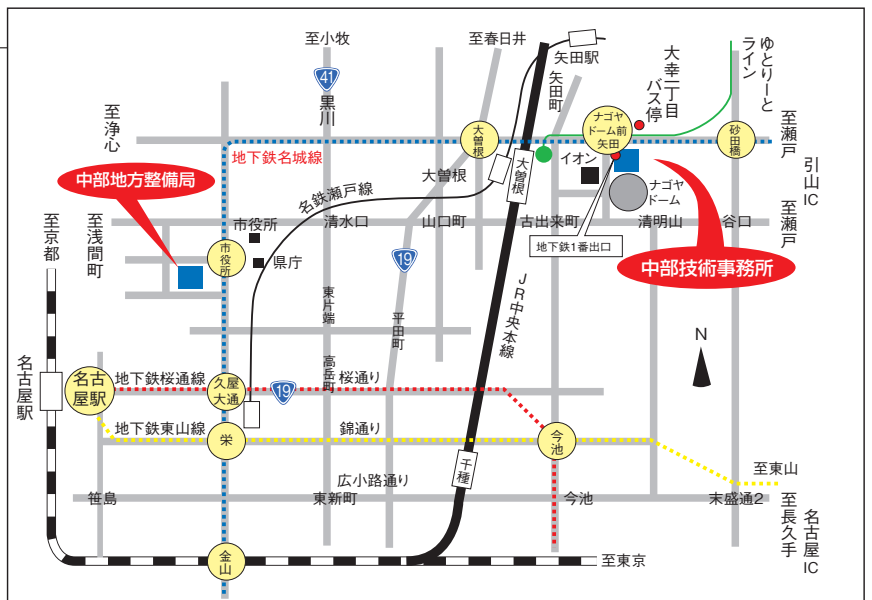 至小牧
至春日井
矢田駅
大幸一丁目
バス停
ゆとりーと
ライン
41
黒川
矢田町
至浄心
大曽根
ナゴヤ
ドーム前
矢田
砂田橋
至瀬戸
地下鉄名城線
中部地方整備局
大曽根
大曽根
イオン
引山IC
名鉄瀬戸線
ナゴヤ
ドーム
至京都
至浅間町
市役所
清水口
山口町
古出来町
清明山
谷口
至瀬戸
市役所
県庁
19
地下鉄1番出口
中部技術事務所
東片端
平田町
JR中央本線
N
名古屋駅
名古
屋駅
地下鉄桜通線
久屋
大通
19
高岳町
桜通り
地下鉄東山線
栄
錦通り
今池
千種
至東山
広小路通り
笹島
東新町
今池
末盛通2
至長久手
名古屋IC
金山
至東京